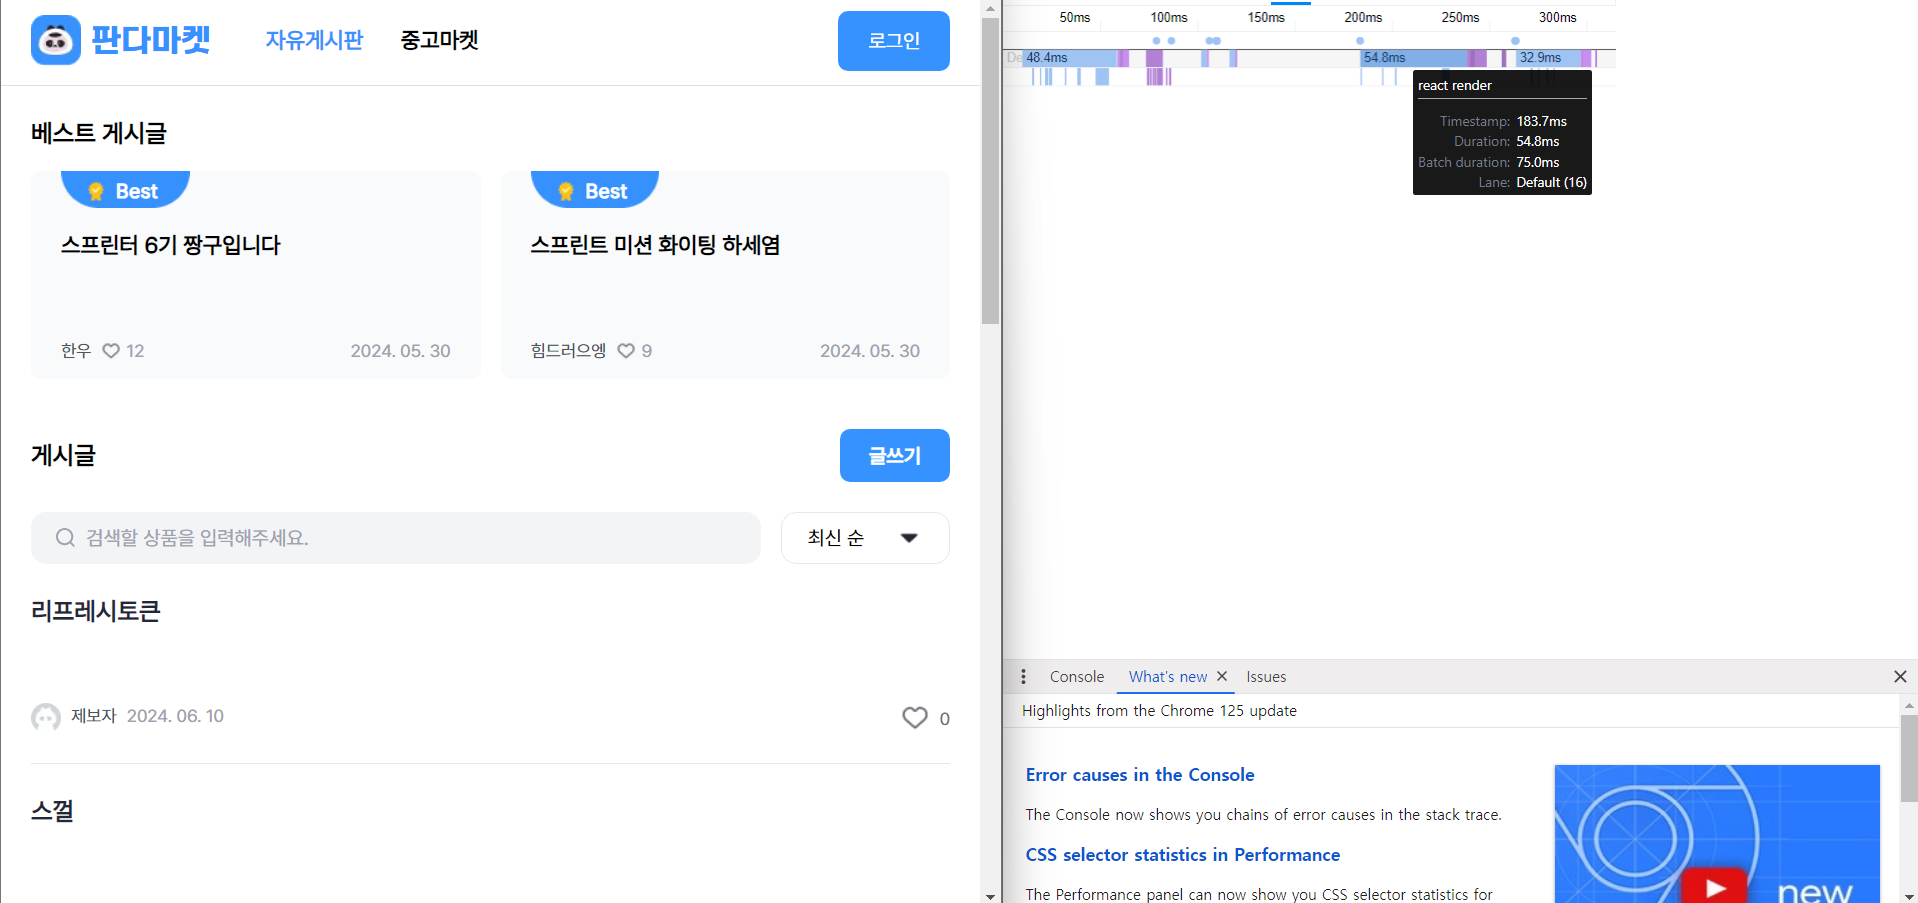 판다마켓
자유게시판
중고마켓
로그인
베스트 게시글
Best
스프린터 6기 짱구입니다
한우 12
2024. 05. 30
Best
스프린트 미션 화이팅 하세염
힘드러으엥 9
2024. 05. 30
게시글
글쓰기
검색할 상품을 입력해주세요.
최신 순
리프레시토큰
제보자 2024. 06. 10
0
스껄
50ms 100ms 150ms 200ms 250ms 300ms
De 48.4ms 54.8ms 32.9ms
react render
Timestamp: 183.7ms
Duration: 54.8ms
Batch duration: 75.0ms
Lane: Default (16)
Console What's new Issues
Highlights from the Chrome 125 update
Error causes in the Console
The Console now shows you chains of error causes in the stack trace.
CSS selector statistics in Performance
The Performance panel can now show you CSS selector statistics for
new